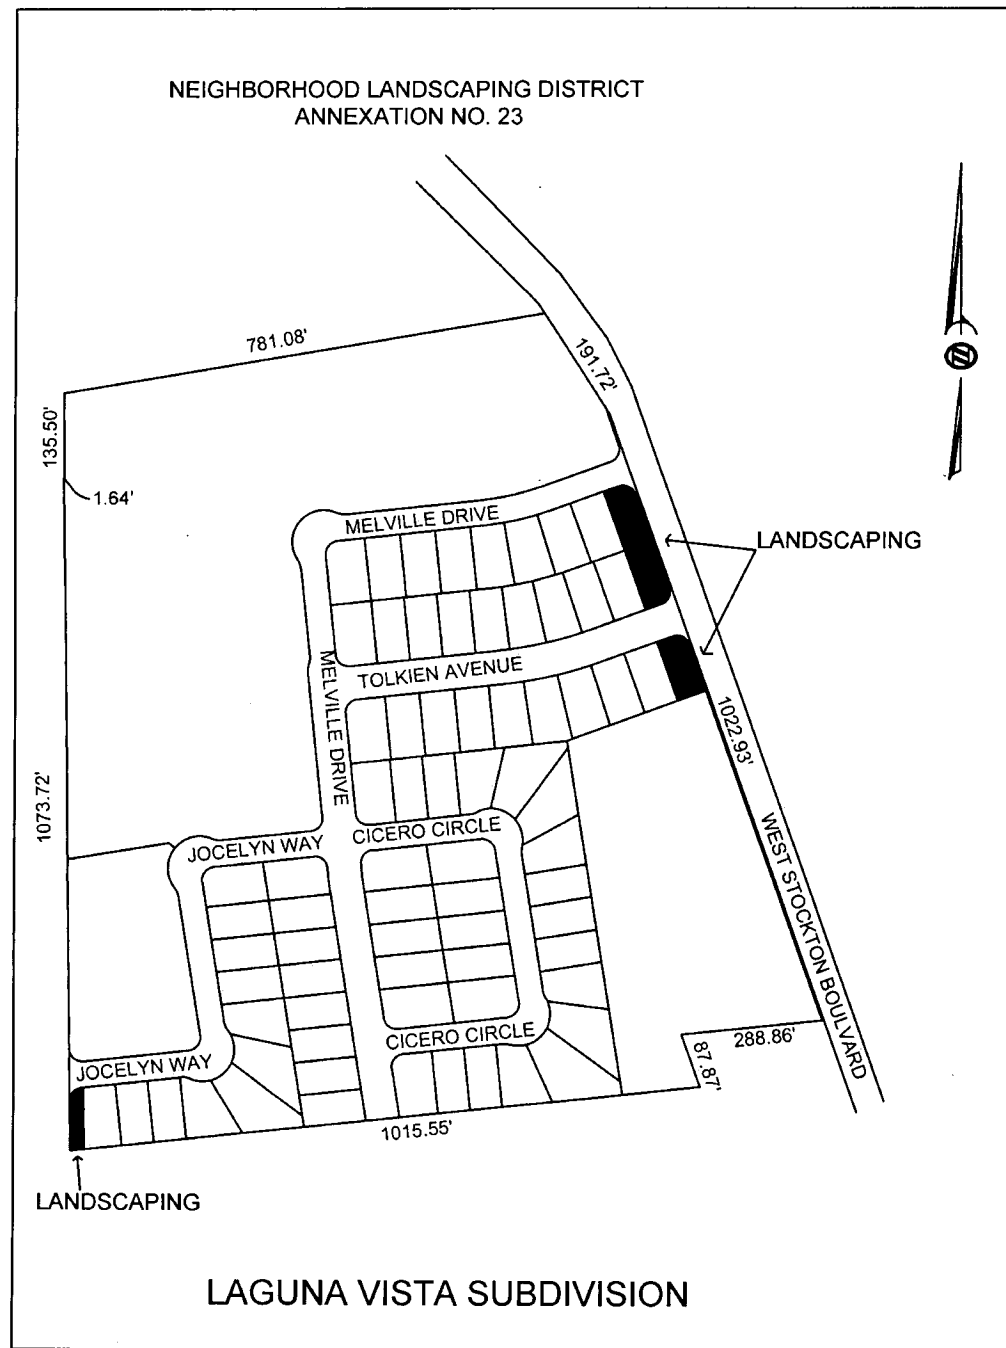 NEIGHBORHOOD LANDSCAPING DISTRICT
ANNEXATION NO. 23
781.08'
191.72'
135.50'
1.64'
MELVILLE DRIVE
LANDSCAPING
TOLKIEN AVENUE
MELVILLE DRIVE
1022.93'
1073.72'
JOCELYN WAY
CICERO CIRCLE
WEST STOCKTON BOULVARD
CICERO CIRCLE
288.86'
87.87'
JOCELYN WAY
1015.55'
LANDSCAPING
LAGUNA VISTA SUBDIVISION